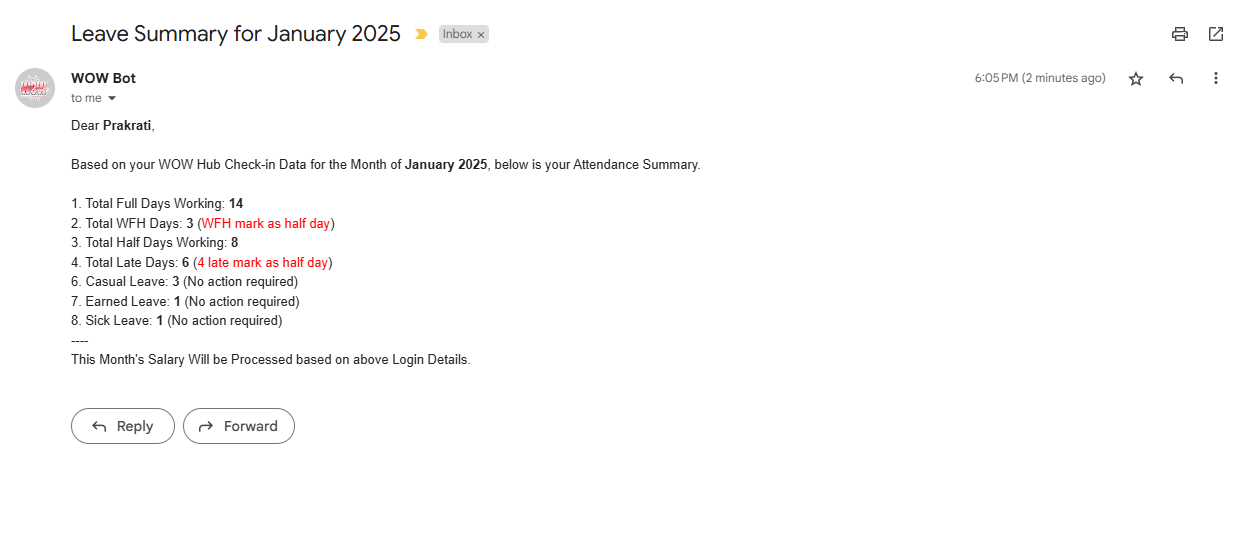 Leave Summary for January 2025
Inbox ×
WOW Bot
6:05 PM (2 minutes ago)
to me
Dear Prakrati,
Based on your WOW Hub Check-in Data for the Month of January 2025, below is your Attendance Summary.
1. Total Full Days Working: 14
2. Total WFH Days: 3 (WFH mark as half day)
3. Total Half Days Working: 8
4. Total Late Days: 6 (4 late mark as half day)
6. Casual Leave: 3 (No action required)
7. Earned Leave: 1 (No action required)
8. Sick Leave: 1 (No action required)
----
This Month's Salary Will be Processed based on above Login Details.
Reply
Forward